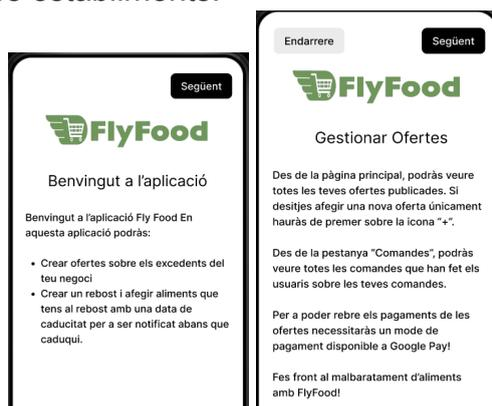 Següent
FlyFood
Benvingut a l'aplicació
Benvingut a l'aplicació Fly Food En
aquesta aplicació podràs:
• Crear ofertes sobre els excedents del
teu negoci
• Crear un rebost i afegir aliments que
tens al rebost amb una data de
caducitat per a ser notificat abans que
caduqui.
Endarrere
Següent
FlyFood
Gestionar Ofertes
Des de la pàgina principal, podràs veure
totes les teves ofertes publicades. Si
desitjes afegir una nova oferta únicament
hauràs de premer sobre la icona "+".
Des de la pestanya "Comandes", podràs
veure totes les comandes que han fet els
usuaris sobre les teves comandes.
Per a poder rebre els pagaments de les
ofertes necessitaràs un mode de
pagament disponible a Google Pay!
Fes front al malbaratament d'aliments
amb FlyFood!